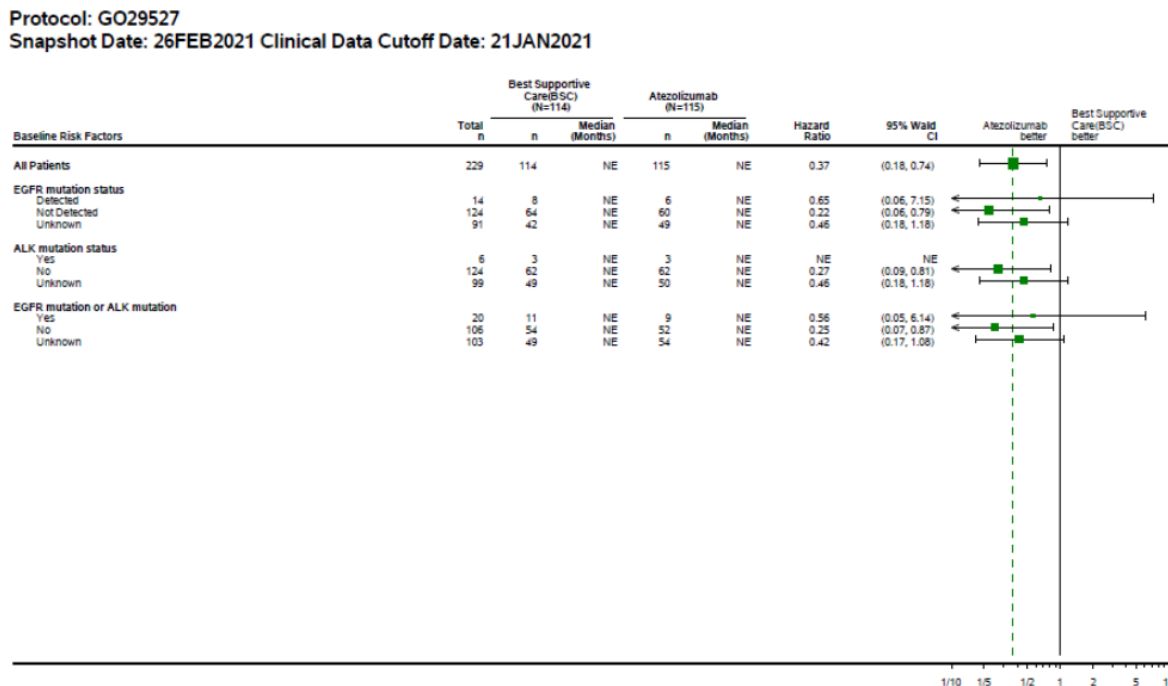 Protocol: GO29527
Snapshot Date: 26FEB2021 Clinical Data Cutoff Date: 21JAN2021
Best Supportive
Care(BSC)
(N=114)
Atezolizumab
(N=115)
Baseline Risk Factors
Total
n
n
Median
(Months)
n
Median
(Months)
Hazard
Ratio
95% Wald
CI
Atezolizumab
better
Best Supportive
Care(BSC)
better
All Patients 229 114 NE 115 NE 0.37 (0.18, 0.74)
EGFR mutation status
Detected 14 8 NE 6 NE 0.65 (0.06, 7.15)
Not Detected 124 64 NE 60 NE 0.22 (0.06, 0.79)
Unknown 91 42 NE 49 NE 0.46 (0.18, 1.18)
ALK mutation status
Yes 6 3 NE 3 NE NE NE
No 124 62 NE 62 NE 0.27 (0.09, 0.81)
Unknown 99 49 NE 50 NE 0.46 (0.18, 1.18)
EGFR mutation or ALK mutation
Yes 20 11 NE 9 NE 0.56 (0.05, 6.14)
No 106 54 NE 52 NE 0.25 (0.07, 0.87)
Unknown 103 49 NE 54 NE 0.42 (0.17, 1.08)
1/10 1/5 1/2 1 2 5